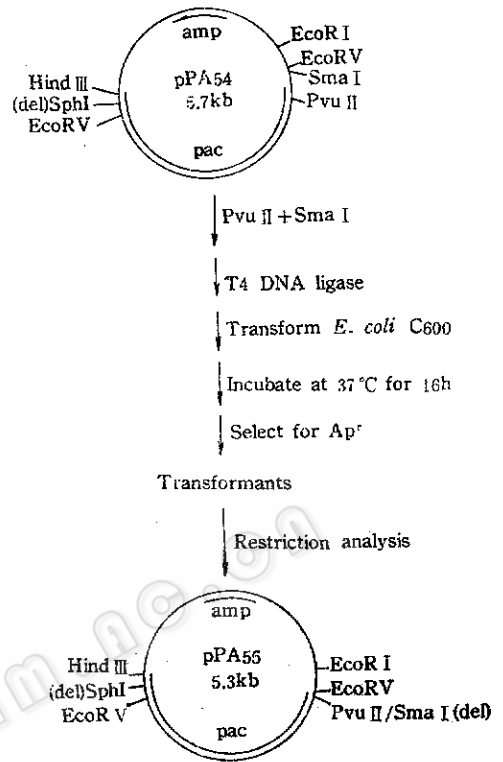 amp
EcoR I
EcoRV
Sma I
Pvu II
pPA54
5.7kb
Hind III
(del)SphI
EcoRV
pac
Pvu II+Sma I
T4 DNA ligase
Transform E. coli C600
Incubate at 37℃ for 16h
Select for Apʳ
Transformants
Restriction analysis
amp
pPA55
5.3kb
Hind III
(del)SphI
EcoR V
EcoR I
EcoRV
Pvu II/Sma I (del)
pac
m.ac.cn